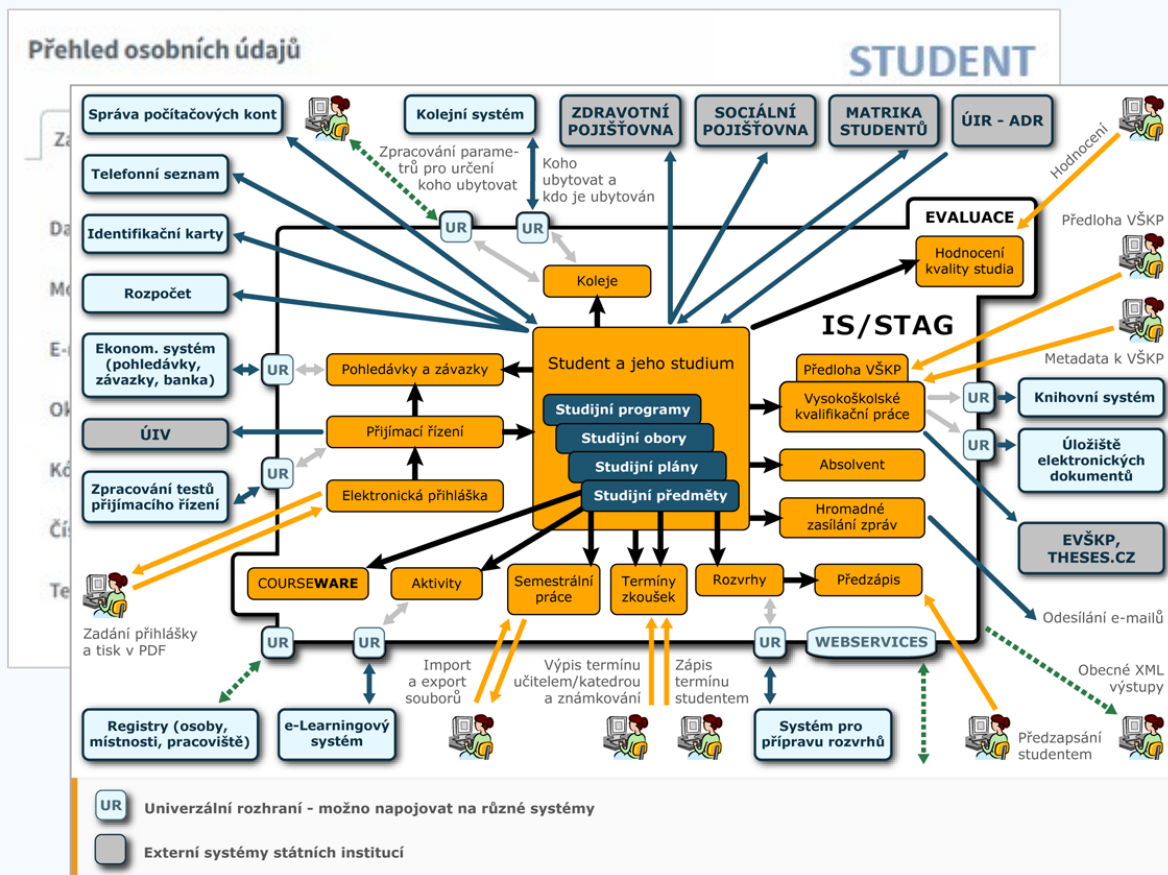 Přehled osobních údajů
STUDENT
Za
Da
E-
Kó
Čís
Te
Správa počítačových kont
Telefonní seznam
Identifikační karty
Rozpočet
Ekonom. systém
(pohledávky,
závazky, banka)
ÚIV
Zpracování testů
přijímacího řízení
Kolejní systém
ZDRAVOTNÍ
POJIŠŤOVNA
SOCIÁLNÍ
POJIŠŤOVNA
MATRIKA
STUDENTŮ
ÚIR - ADR
Hodnocení
Zpracování parame-
trů pro určení
koho ubytovat
Koho
ubytovat a
kdo je ubytován
UR
UR
EVALUACE
Hodnocení
kvality studia
Předloha VŠKP
Koleje
IS/STAG
Metadata k VŠKP
UR
Pohledávky a závazky
Přijímací řízení
UR
Elektronická přihláška
Student a jeho studium
Studijní programy
Studijní obory
Studijní plány
Studijní předměty
Předloha VŠKP
Vysokoškolské
kvalifikační práce
Absolvent
Hromadné
zasílání zpráv
UR
Knihovní systém
UR
Úložiště
elektronických
dokumentů
EVŠKP,
THESES.CZ
COURSEWARE
Aktivity
Semestrální
práce
Termíny
zkoušek
Rozvrhy
Předzápis
Zadání přihlášky
a tisk v PDF
UR
UR
UR
WEBSERVICES
Odesílání e-mailů
Import
a export
souborů
Výpis termínu
učitelem/katedrou
a známkování
Zápis
termínu
studentem
Obecné XML
výstupy
Registry (osoby,
místnosti, pracoviště)
e-Learningový
systém
Systém pro
přípravu rozvrhů
Předzapsání
studentem
UR
Univerzální rozhraní - možno napojovat na různé systémy
Externí systémy státních institucí